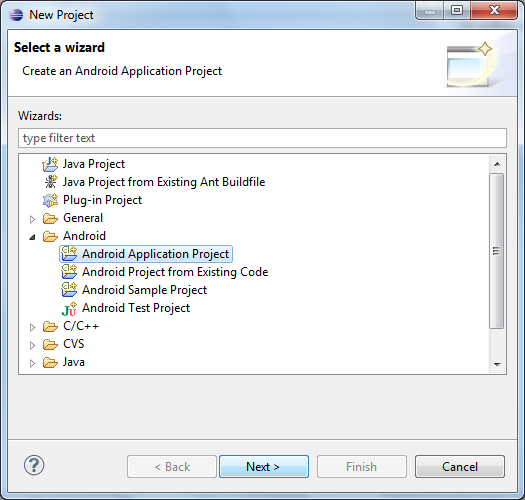 New Project
Select a wizard
Create an Android Application Project
Wizards:
type filter text
Java Project
Java Project from Existing Ant Buildfile
Plug-in Project
General
Android
Android Application Project
Android Project from Existing Code
Android Sample Project
Android Test Project
C/C++
CVS
Java
?
< Back Next > Finish Cancel